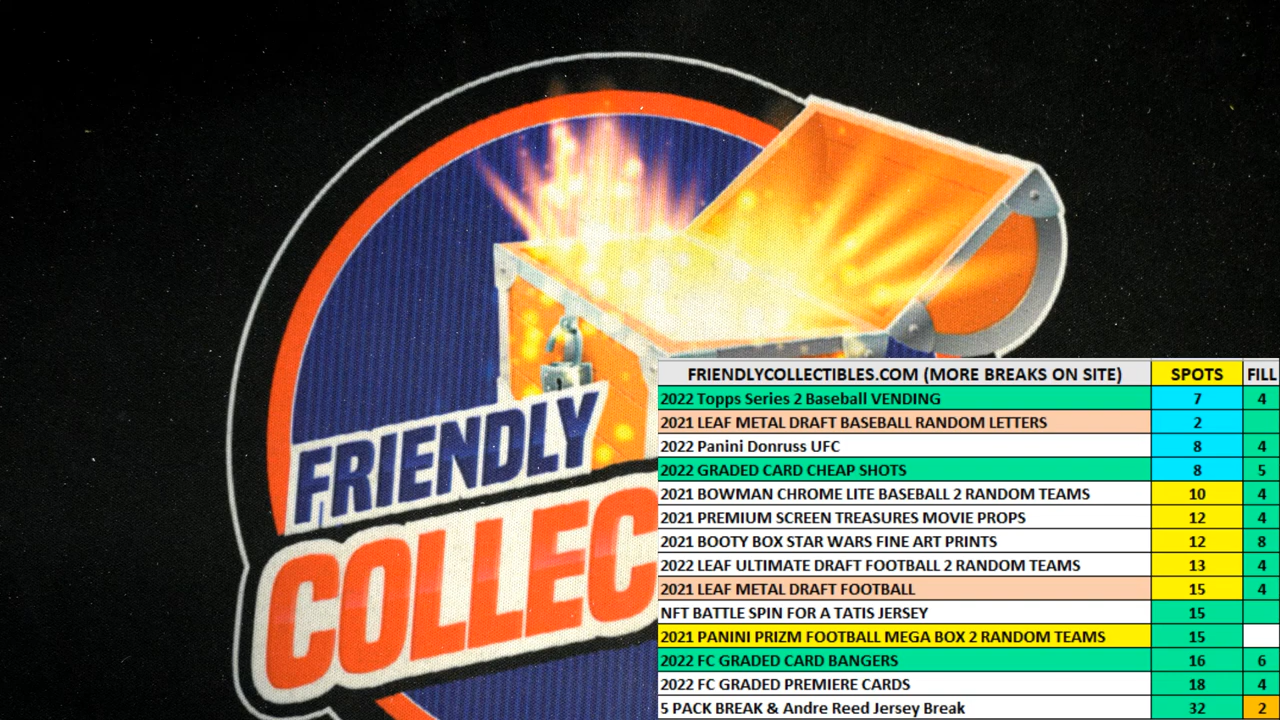 FRIENDLY
COLLEC
FRIENDLYCOLLECTIBLES.COM (MORE BREAKS ON SITE) SPOTS FILL
2022 Topps Series 2 Baseball VENDING 7 4
2021 LEAF METAL DRAFT BASEBALL RANDOM LETTERS 2
2022 Panini Donruss UFC 8 4
2022 GRADED CARD CHEAP SHOTS 8 5
2021 BOWMAN CHROME LITE BASEBALL 2 RANDOM TEAMS 10 4
2021 PREMIUM SCREEN TREASURES MOVIE PROPS 12 4
2021 BOOTY BOX STAR WARS FINE ART PRINTS 12 8
2022 LEAF ULTIMATE DRAFT FOOTBALL 2 RANDOM TEAMS 13 4
2021 LEAF METAL DRAFT FOOTBALL 15 4
NFT BATTLE SPIN FOR A TATIS JERSEY 15
2021 PANINI PRIZM FOOTBALL MEGA BOX 2 RANDOM TEAMS 15
2022 FC GRADED CARD BANGERS 16 6
2022 FC GRADED PREMIERE CARDS 18 4
5 PACK BREAK & Andre Reed Jersey Break 32 2